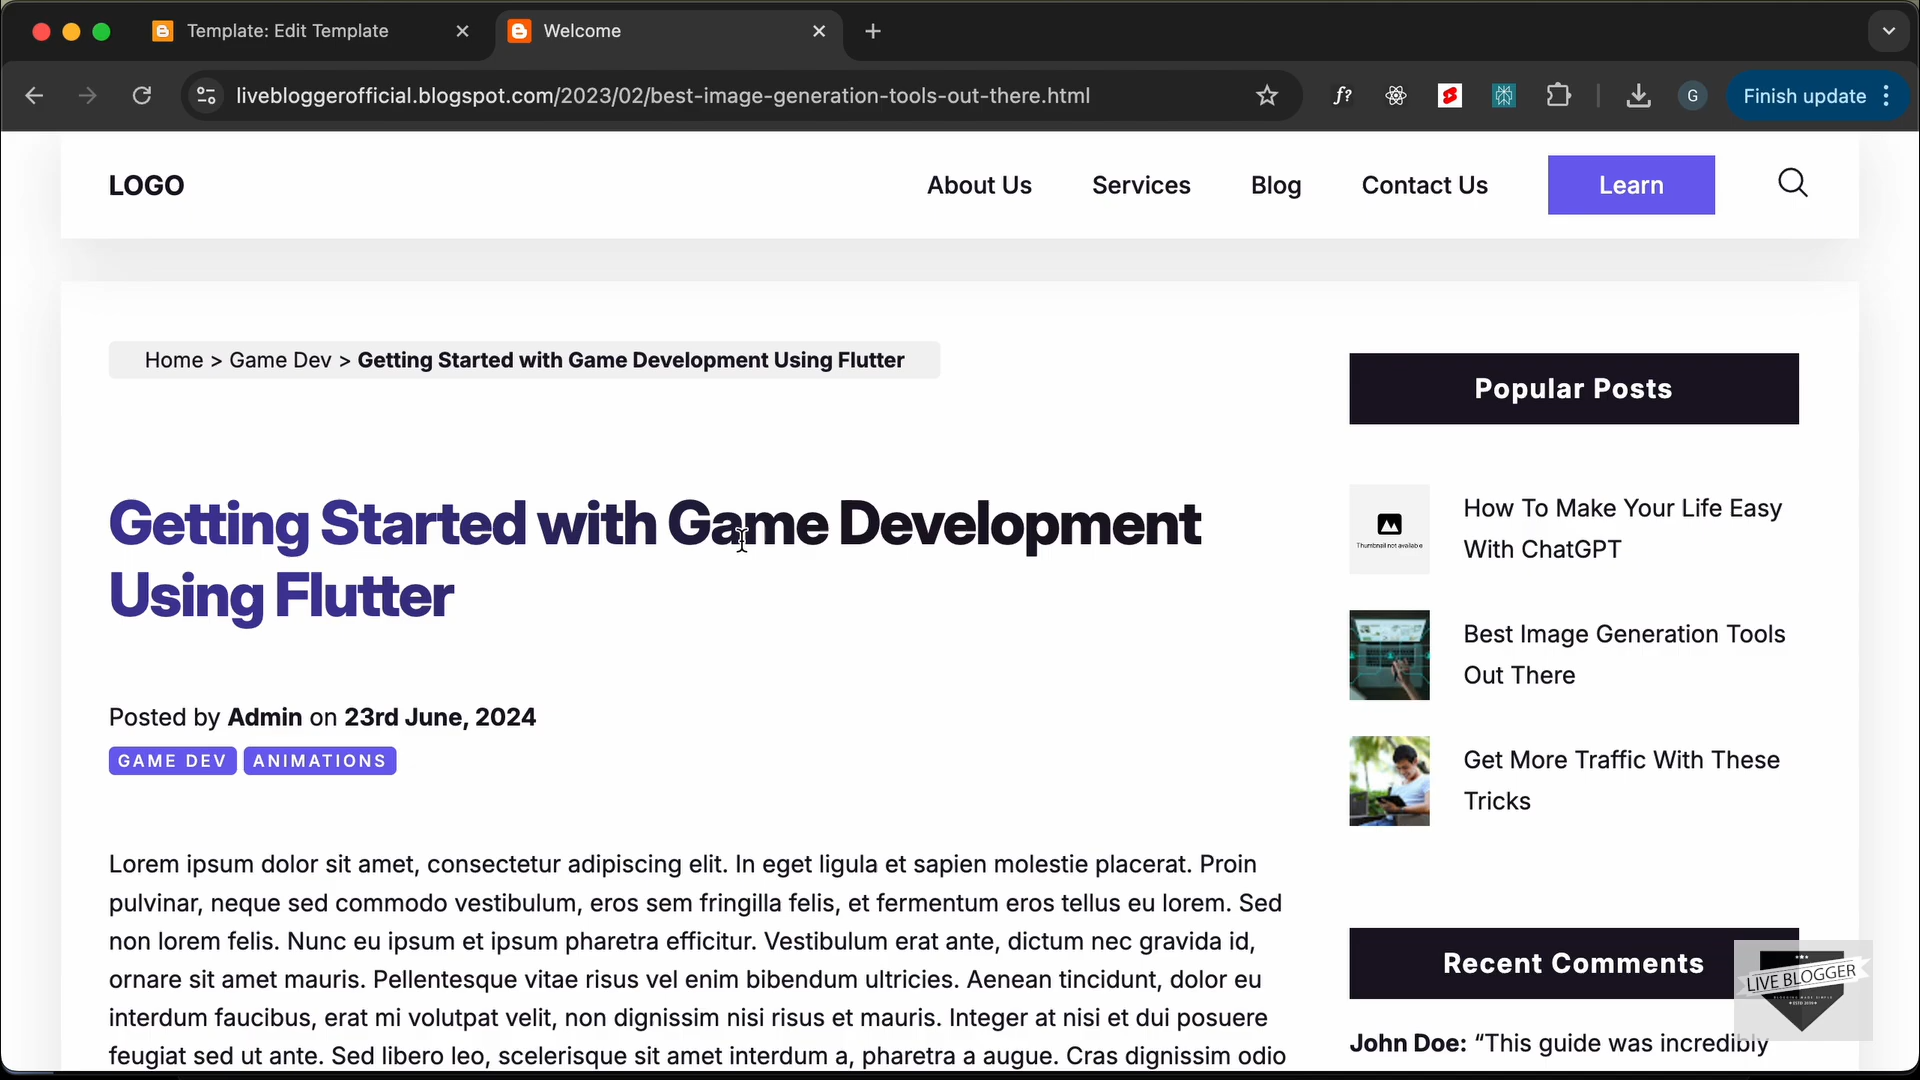 Template: Edit Template
Welcome
livebloggerofficial.blogspot.com/2023/02/best-image-generation-tools-out-there.html
f?
G
Finish update
LOGO
About Us
Services
Blog
Contact Us
Learn
Home > Game Dev > Getting Started with Game Development Using Flutter
Getting Started with Game Development
Using Flutter
Posted by Admin on 23rd June, 2024
GAME DEV
ANIMATIONS
Lorem ipsum dolor sit amet, consectetur adipiscing elit. In eget ligula et sapien molestie placerat. Proin
pulvinar, neque sed commodo vestibulum, eros sem fringilla felis, et fermentum eros tellus eu lorem. Sed
non lorem felis. Nunc eu ipsum et ipsum pharetra efficitur. Vestibulum erat ante, dictum nec gravida id,
ornare sit amet mauris. Pellentesque vitae risus vel enim bibendum ultricies. Aenean tincidunt, dolor eu
interdum faucibus, erat mi volutpat velit, non dignissim nisi risus et mauris. Integer at nisi et dui posuere
feugiat sed ut ante. Sed libero leo, scelerisque sit amet interdum a, pharetra a augue. Cras dignissim odio
Popular Posts
Thumbnail not available
How To Make Your Life Easy
With ChatGPT
Best Image Generation Tools
Out There
Get More Traffic With These
Tricks
Recent Comments
John Doe: “This guide was incredibly
LIVE BLOGGER